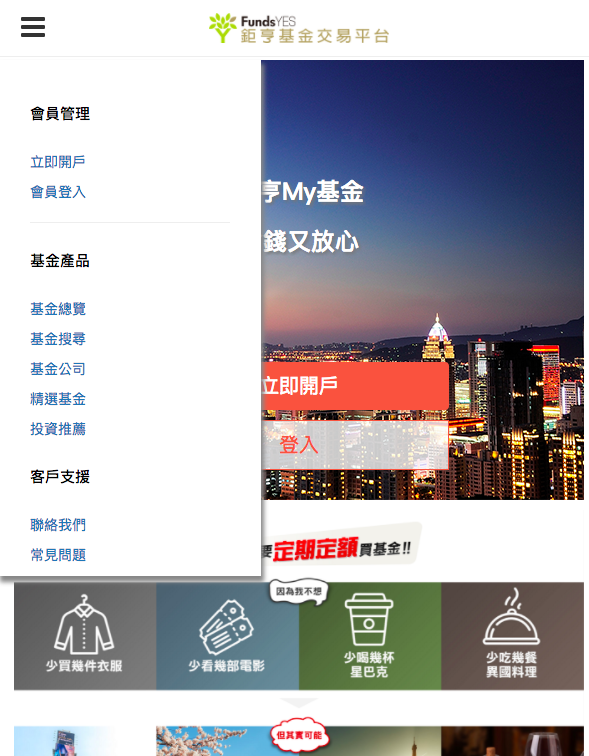 FundsYES
鉅亨基金交易平台
會員管理
立即開戶
會員登入
基金產品
基金總覽
基金搜尋
基金公司
精選基金
投資推薦
客戶支援
聯絡我們
常見問題
亨My基金
錢又放心
立即開戶
登入
要定期定額買基金!!
因為我不想
少買幾件衣服
少看幾部電影
少喝幾杯
星巴克
少吃幾餐
異國料理
但其實可能